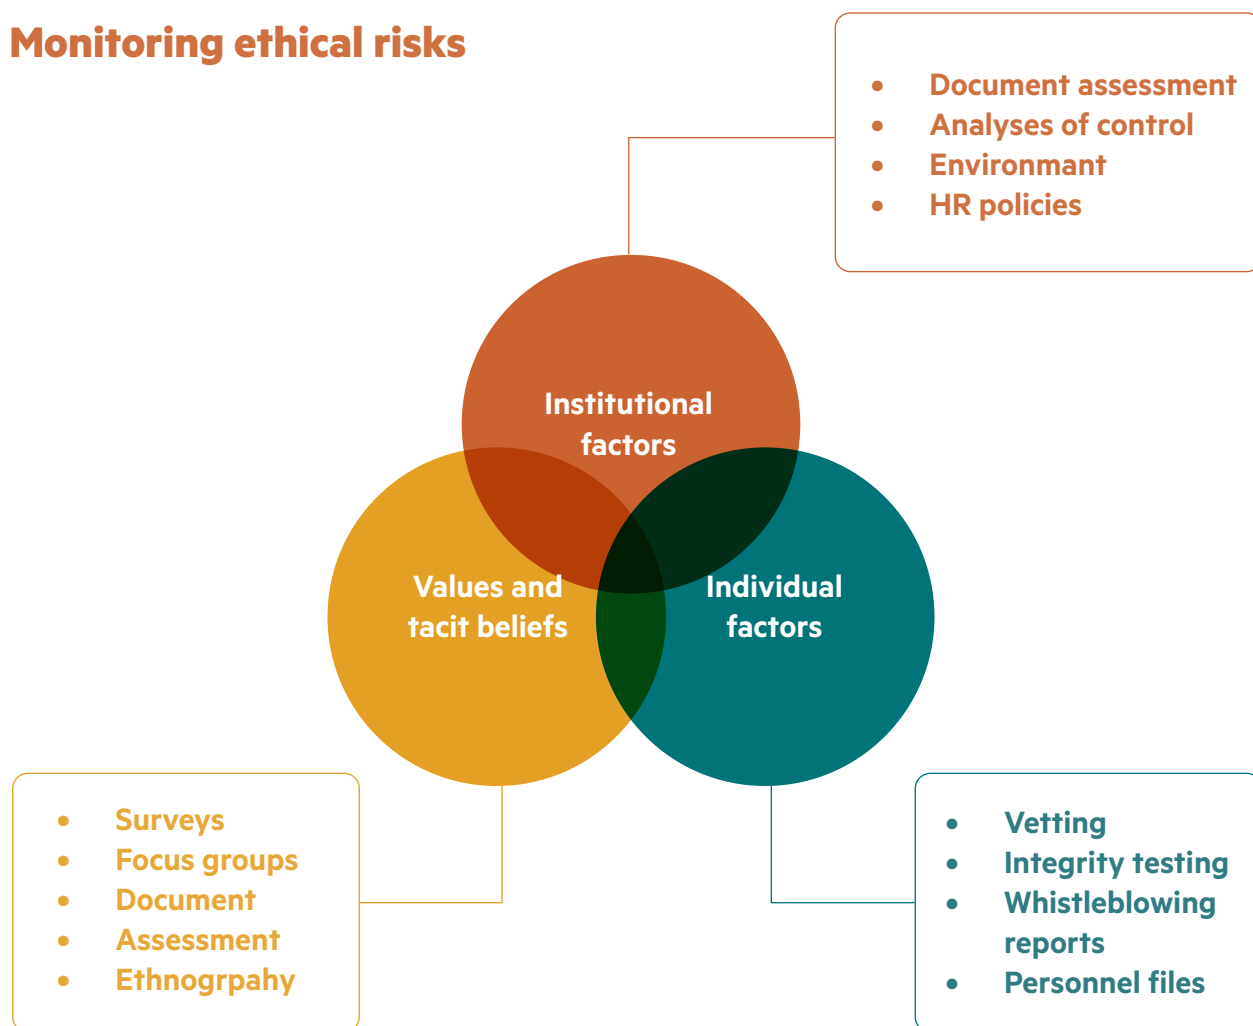 Monitoring ethical risks
• Document assessment
• Analyses of control
• Environmant
• HR policies
Institutional
factors
Values and
tacit beliefs
Individual
factors
• Surveys
• Focus groups
• Document
• Assessment
• Ethnogrpahy
• Vetting
• Integrity testing
• Whistleblowing
reports
• Personnel files